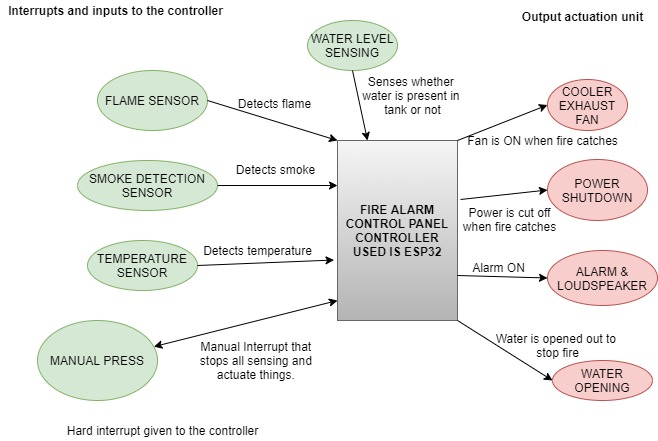 Interrupts and inputs to the controller
Output actuation unit
WATER LEVEL
SENSING
Senses whether
water is present in
tank or not
FLAME SENSOR
Detects flame
SMOKE DETECTION
SENSOR
Detects smoke
TEMPERATURE
SENSOR
Detects temperature
MANUAL PRESS
Manual Interrupt that
stops all sensing and
actuate things.
Hard interrupt given to the controller
FIRE ALARM
CONTROL PANEL
CONTROLLER
USED IS ESP32
COOLER
EXHAUST
FAN
Fan is ON when fire catches
POWER
SHUTDOWN
Power is cut off
when fire catches
ALARM &
LOUDSPEAKER
Alarm ON
Water is opened out to
stop fire
WATER
OPENING